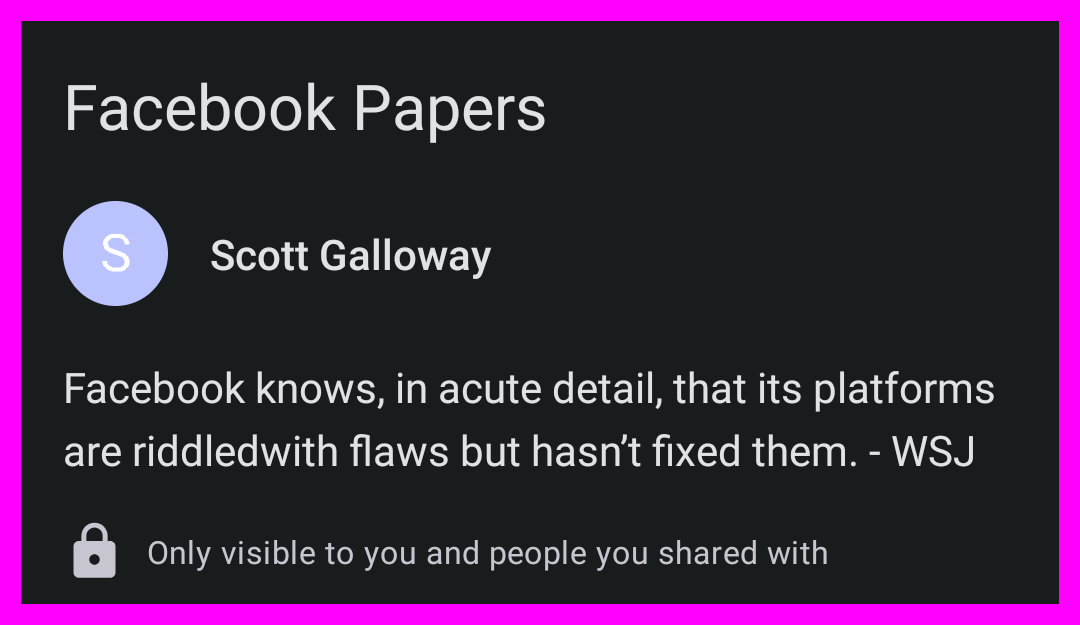 Facebook Papers
S
Scott Galloway
Facebook knows, in acute detail, that its platforms
are riddledwith flaws but hasn’t fixed them. - WSJ
Only visible to you and people you shared with